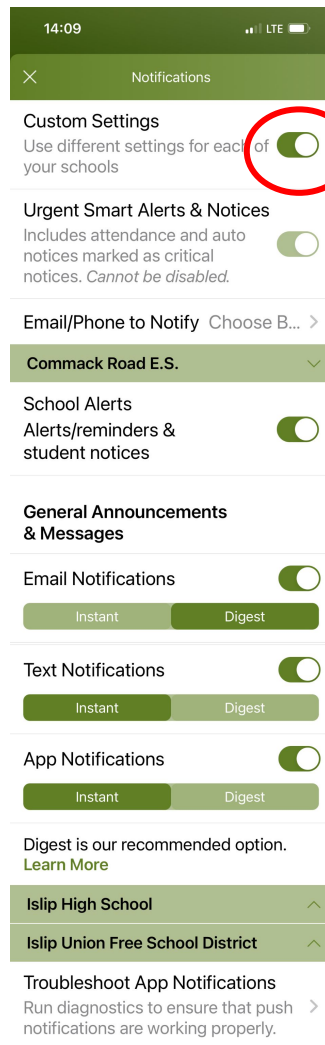 14:09
LTE
Notifications
Custom Settings
Use different settings for each of
your schools
Urgent Smart Alerts & Notices
Includes attendance and auto
notices marked as critical
notices. Cannot be disabled.
Email/Phone to Notify Choose B... >
Commack Road E.S.
School Alerts
Alerts/reminders &
student notices
General Announcements
& Messages
Email Notifications
Instant Digest
Text Notifications
Instant Digest
App Notifications
Instant Digest
Digest is our recommended option.
Learn More
Islip High School
Islip Union Free School District
Troubleshoot App Notifications
Run diagnostics to ensure that push
notifications are working properly.